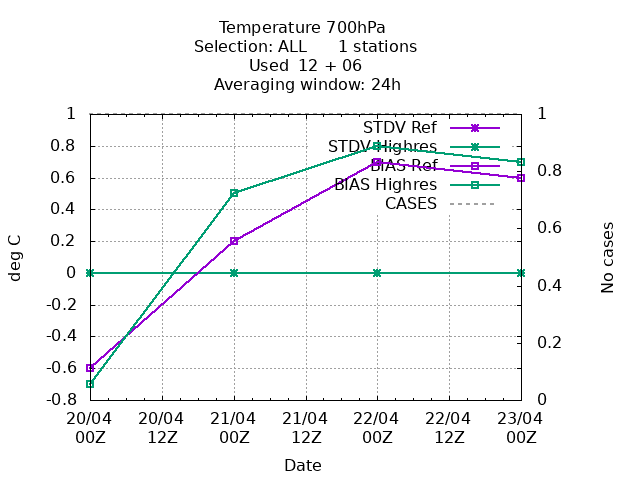 Temperature 700hPa
Selection: ALL      1 stations
Used  12 + 06
Averaging window: 24h
1
0.8
0.6
0.4
0.2
0
-0.2
-0.4
-0.6
-0.8
deg C
STDV Ref
STDV Highres
BIAS Ref
BIAS Highres
CASES
1
0.8
0.6
0.4
0.2
0
No cases
20/04 20/04 21/04 21/04 22/04 22/04 23/04
00Z 12Z 00Z 12Z 00Z 12Z 00Z
Date